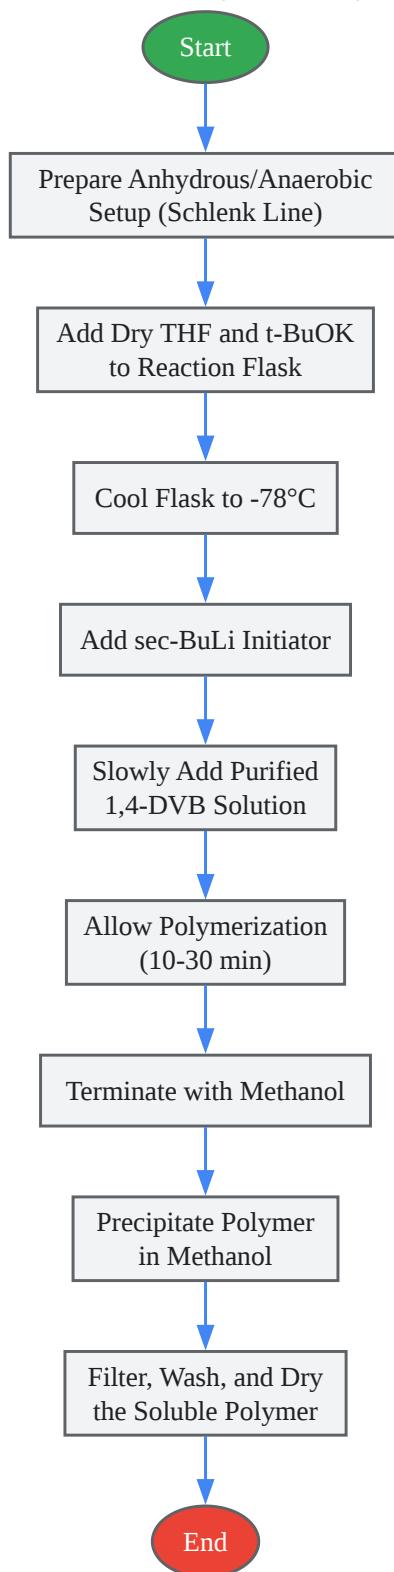 Start
Prepare Anhydrous/Anaerobic
Setup (Schlenk Line)
Add Dry THF and t-BuOK
to Reaction Flask
Cool Flask to -78°C
Add sec-BuLi Initiator
Slowly Add Purified
1,4-DVB Solution
Allow Polymerization
(10-30 min)
Terminate with Methanol
Precipitate Polymer
in Methanol
Filter, Wash, and Dry
the Soluble Polymer
End